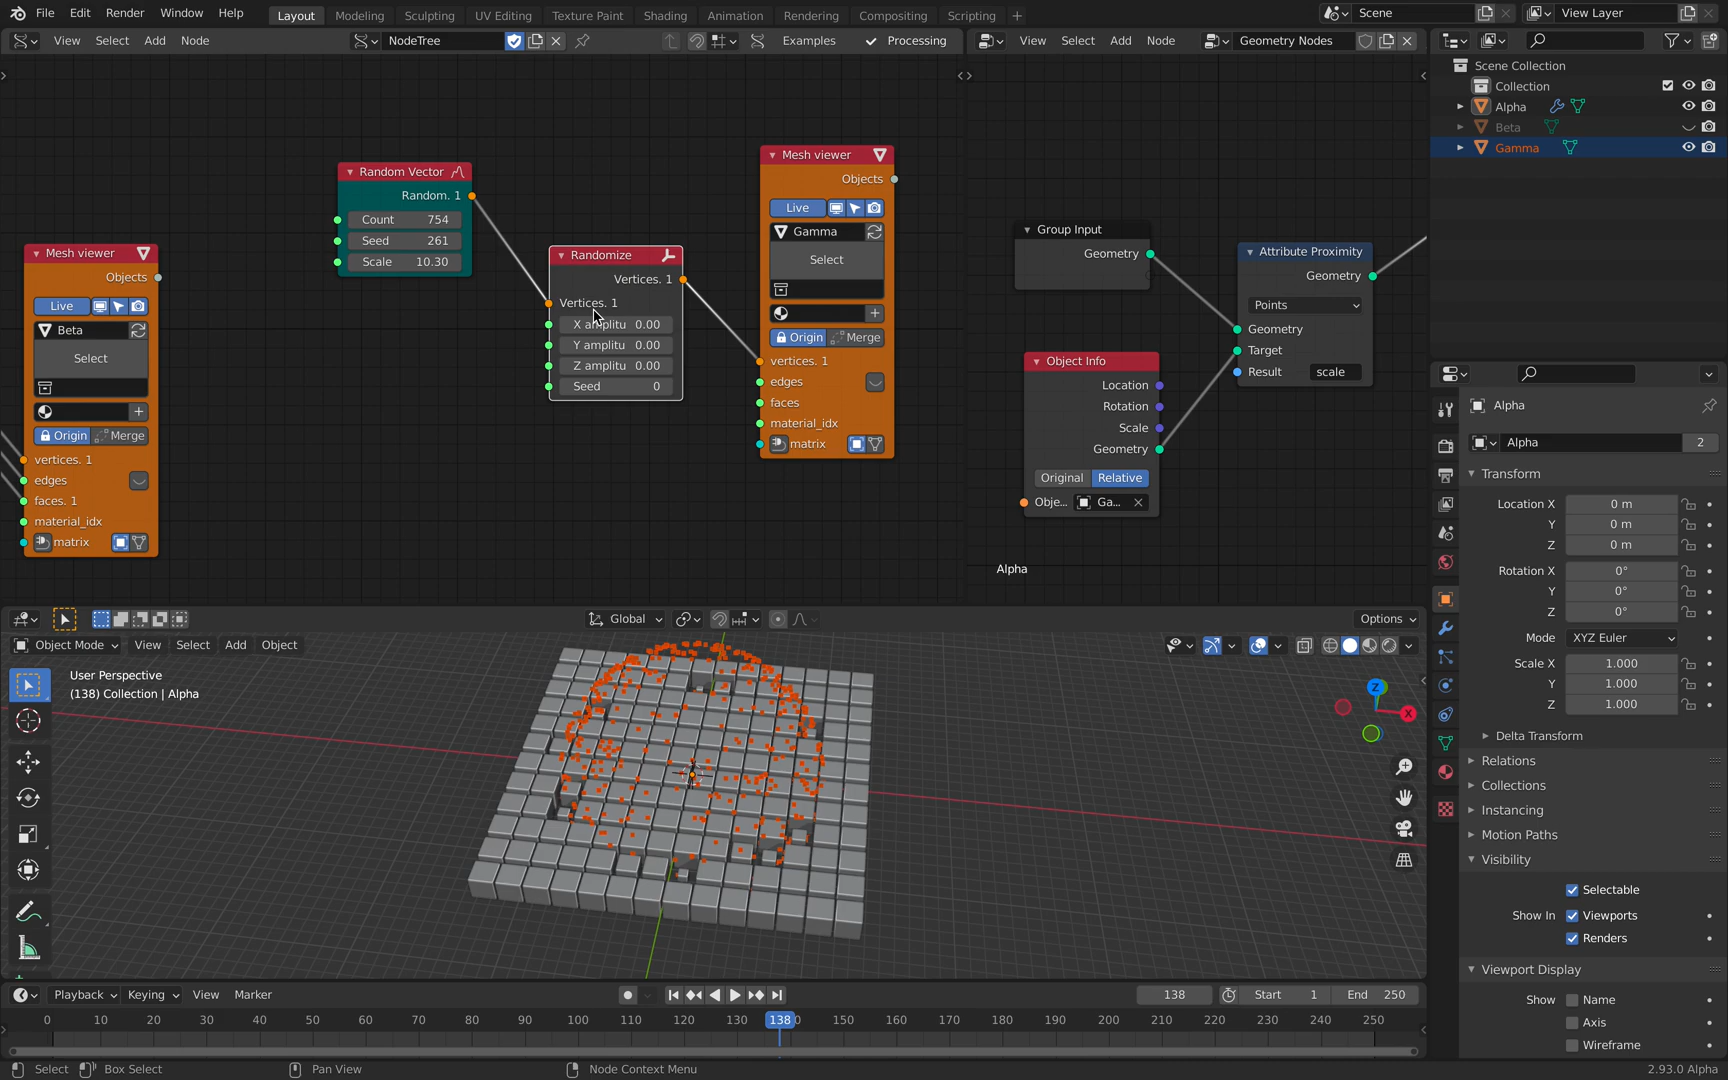 File Edit Render Window Help Layout Modeling Sculpting UV Editing Texture Paint Shading Animation Rendering Compositing Scripting + Scene View Layer
View Select Add Node NodeTree Examples Processing View Select Add Node Geometry Nodes
Scene Collection
Collection
Alpha
Beta
Gamma
Mesh viewer
Objects
Live
Beta
Select
Origin Merge
vertices. 1
edges
faces. 1
material_idx
matrix
Random Vector
Random. 1
Count 754
Seed 261
Scale 10.30
Randomize
Vertices. 1
Vertices. 1
X amplitu 0.00
Y amplitu 0.00
Z amplitu 0.00
Seed 0
Mesh viewer
Objects
Live
Gamma
Select
Origin Merge
vertices. 1
edges
faces
material_idx
matrix
Group Input
Geometry
Object Info
Location
Rotation
Scale
Geometry
Original Relative
Obje... Ga...
Attribute Proximity
Geometry
Points
Geometry
Target
Result scale
Alpha
Alpha
Alpha 2
Transform
Location X 0 m
Y 0 m
Z 0 m
Rotation X 0°
Y 0°
Z 0°
Mode XYZ Euler
Scale X 1.000
Y 1.000
Z 1.000
Delta Transform
Relations
Collections
Instancing
Motion Paths
Visibility
Selectable
Show In Viewports
Renders
Viewport Display
Show Name
Axis
Wireframe
Global Options
Object Mode View Select Add Object
User Perspective
(138) Collection | Alpha
Z
X
Playback Keying View Marker 138 Start 1 End 250
0 10 20 30 40 50 60 70 80 90 100 110 120 130 138 150 160 170 180 190 200 210 220 230 240 250
Select Box Select Pan View Node Context Menu 2.93.0 Alpha